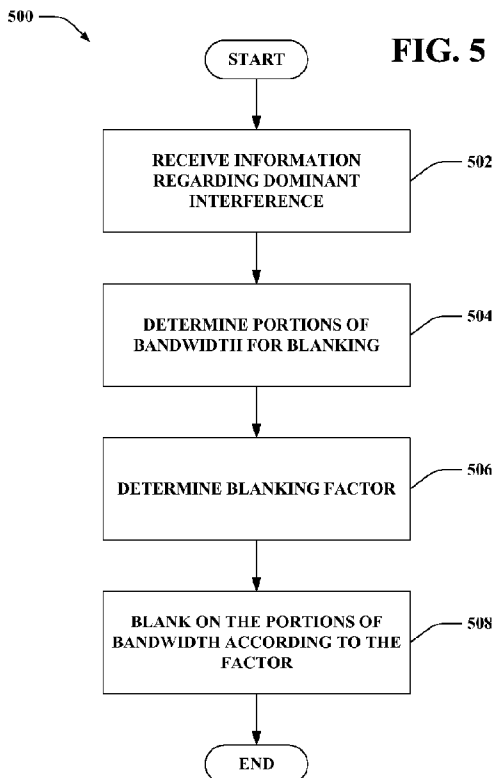 500
FIG. 5
START
RECEIVE INFORMATION
REGARDING DOMINANT
INTERFERENCE
502
DETERMINE PORTIONS OF
BANDWIDTH FOR BLANKING
504
DETERMINE BLANKING FACTOR
506
BLANK ON THE PORTIONS OF
BANDWIDTH ACCORDING TO THE
FACTOR
508
END